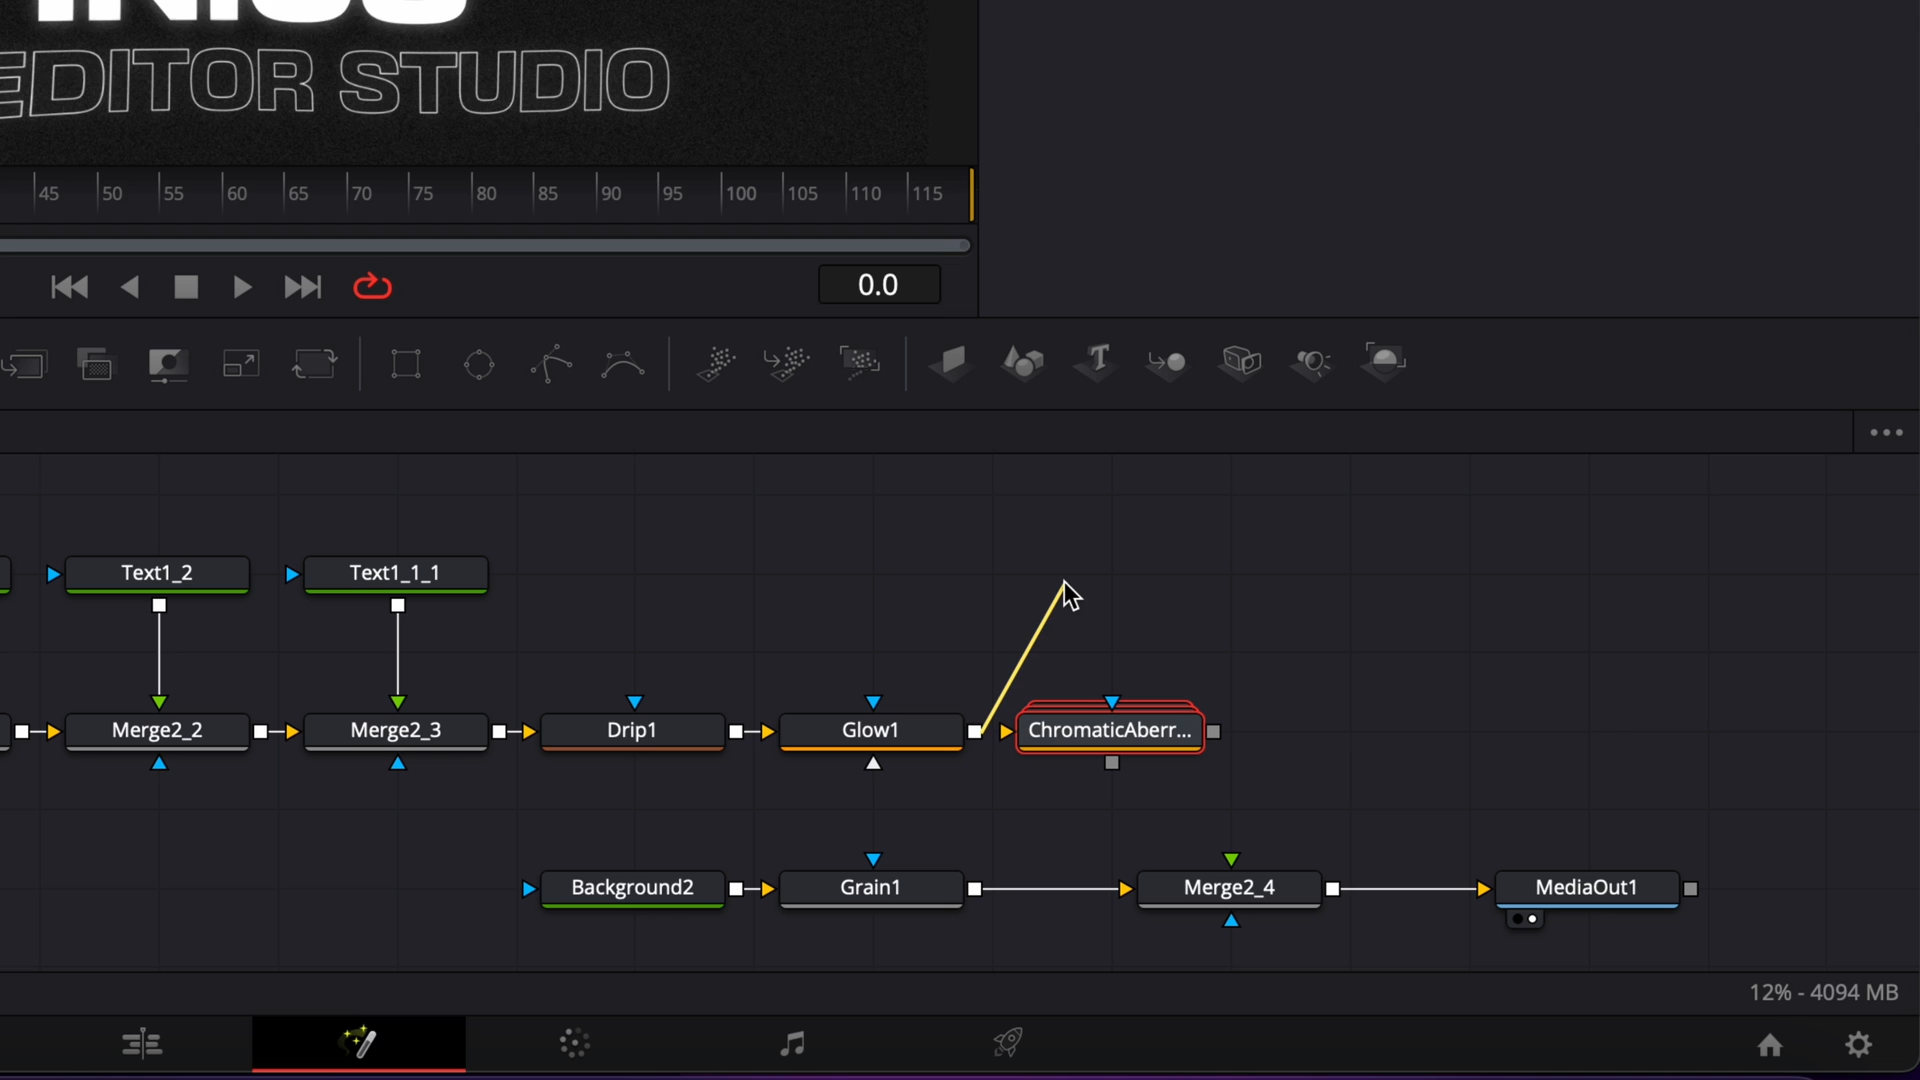 EDITOR STUDIO
45 50 55 60 65 70 75 80 85 90 95 100 105 110 115
0.0
Text1_2 Text1_1_1
Merge2_2 Merge2_3 Drip1 Glow1 ChromaticAberr...
Background2 Grain1 Merge2_4 MediaOut1
12% - 4094 MB